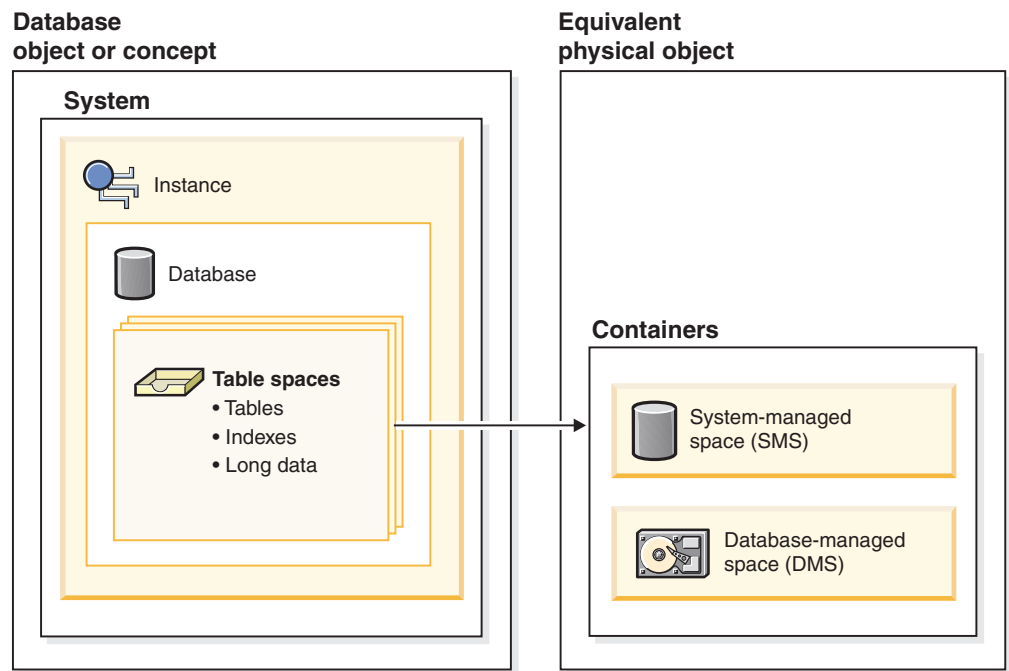 Database
object or concept
System
Instance
Database
Table spaces
• Tables
• Indexes
• Long data
Equivalent
physical object
Containers
System-managed
space (SMS)
Database-managed
space (DMS)